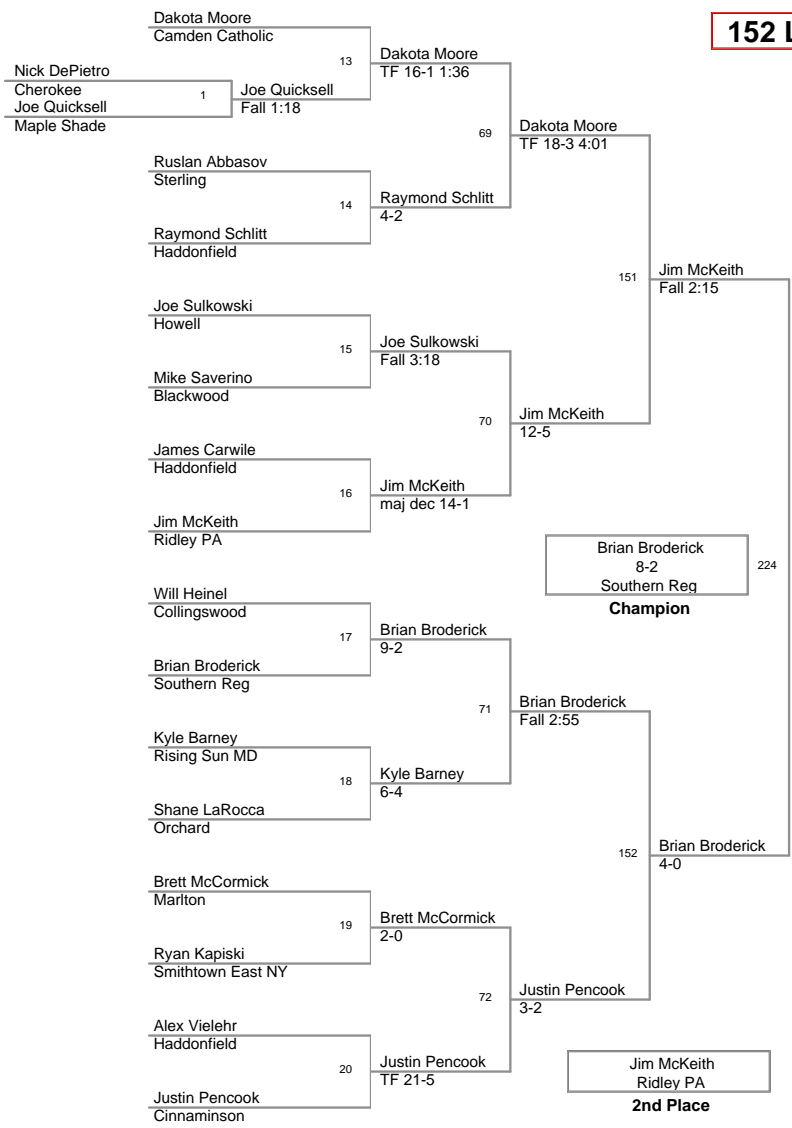 Dakota Moore
Camden Catholic
152 L
13
Dakota Moore
TF 16-1 1:36
Nick DePietro
Cherokee
1
Joe Quicksell
Fall 1:18
Joe Quicksell
Maple Shade
69
Dakota Moore
TF 18-3 4:01
Ruslan Abbasov
Sterling
14
Raymond Schlitt
4-2
Raymond Schlitt
Haddonfield
151
Jim McKeith
Fall 2:15
Joe Sulkowski
Howell
15
Joe Sulkowski
Fall 3:18
Mike Saverino
Blackwood
70
Jim McKeith
12-5
James Carwile
Haddonfield
16
Jim McKeith
maj dec 14-1
Jim McKeith
Ridley PA
Brian Broderick
8-2
Southern Reg
224
Champion
Will Heinel
Collingswood
17
Brian Broderick
9-2
Brian Broderick
Southern Reg
71
Brian Broderick
Fall 2:55
Kyle Barney
Rising Sun MD
18
Kyle Barney
6-4
Shane LaRocca
Orchard
152
Brian Broderick
4-0
Brett McCormick
Marlton
19
Brett McCormick
2-0
Ryan Kapiski
Smithtown East NY
72
Justin Pencook
3-2
Alex Vielehr
Haddonfield
20
Justin Pencook
TF 21-5
Justin Pencook
Cinnaminson
Jim McKeith
Ridley PA
2nd Place